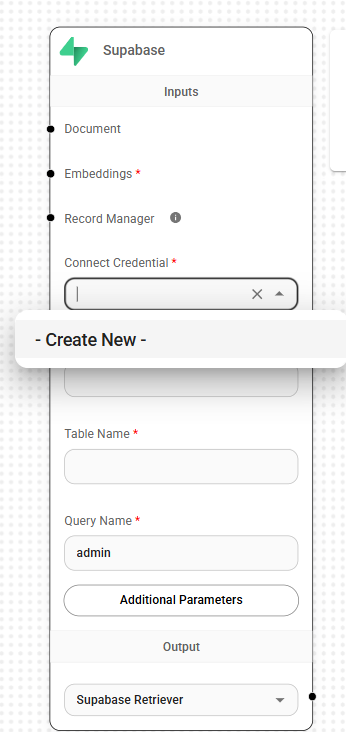 Supabase
Inputs
Document
Embeddings *
Record Manager
Connect Credential *
- Create New -
Table Name *
Query Name *
admin
Additional Parameters
Output
Supabase Retriever